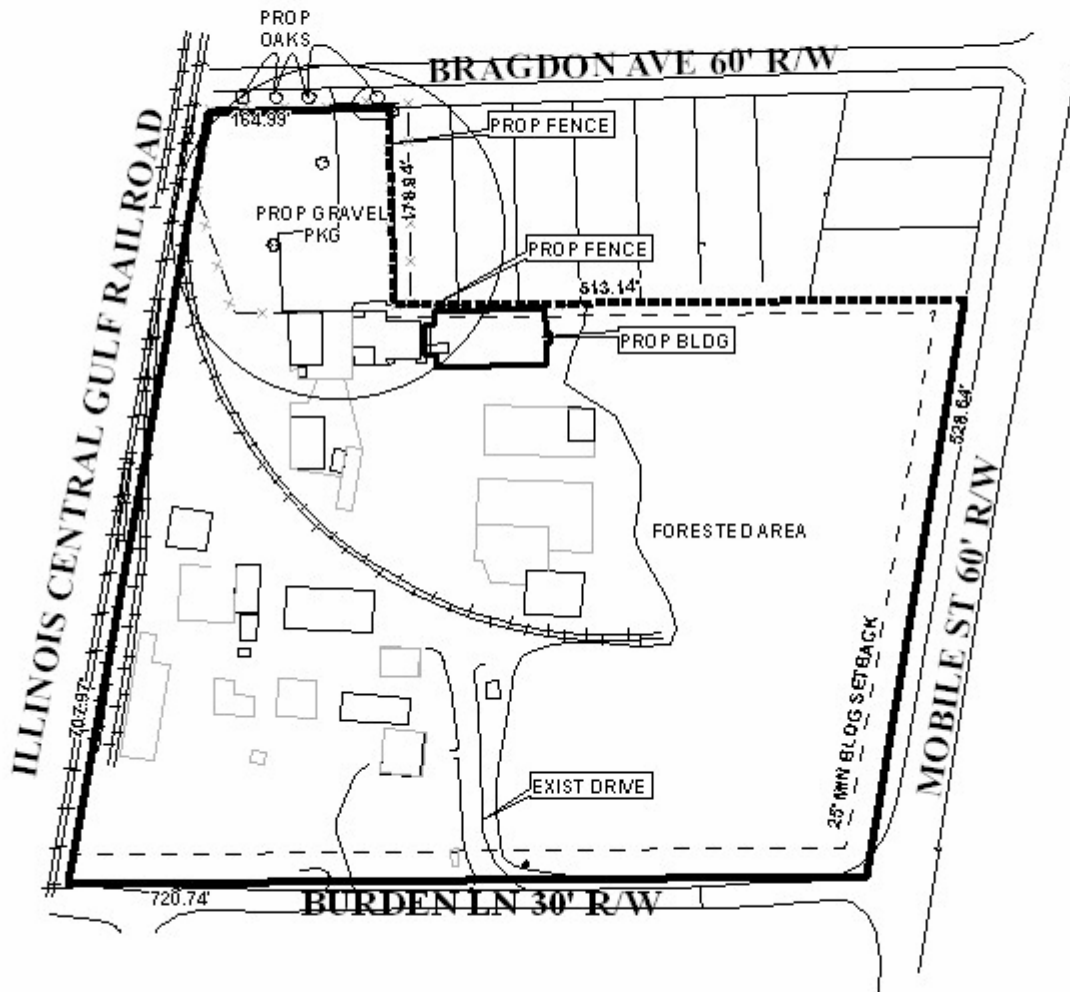 PROP
OAKS
BRAGDON AVE 60' R/W
164.99'
PROP FENCE
178.94'
PROP GRAVEL
PKG
PROP FENCE
513.14'
PROP BLDG
ILLINOIS CENTRAL GULF RAILROAD
528.64'
FORESTED AREA
MOBILE ST 60' R/W
25' MIN BLDG SETBACK
707.97'
EXIST DRIVE
720.74'
BURDEN LN 30' R/W